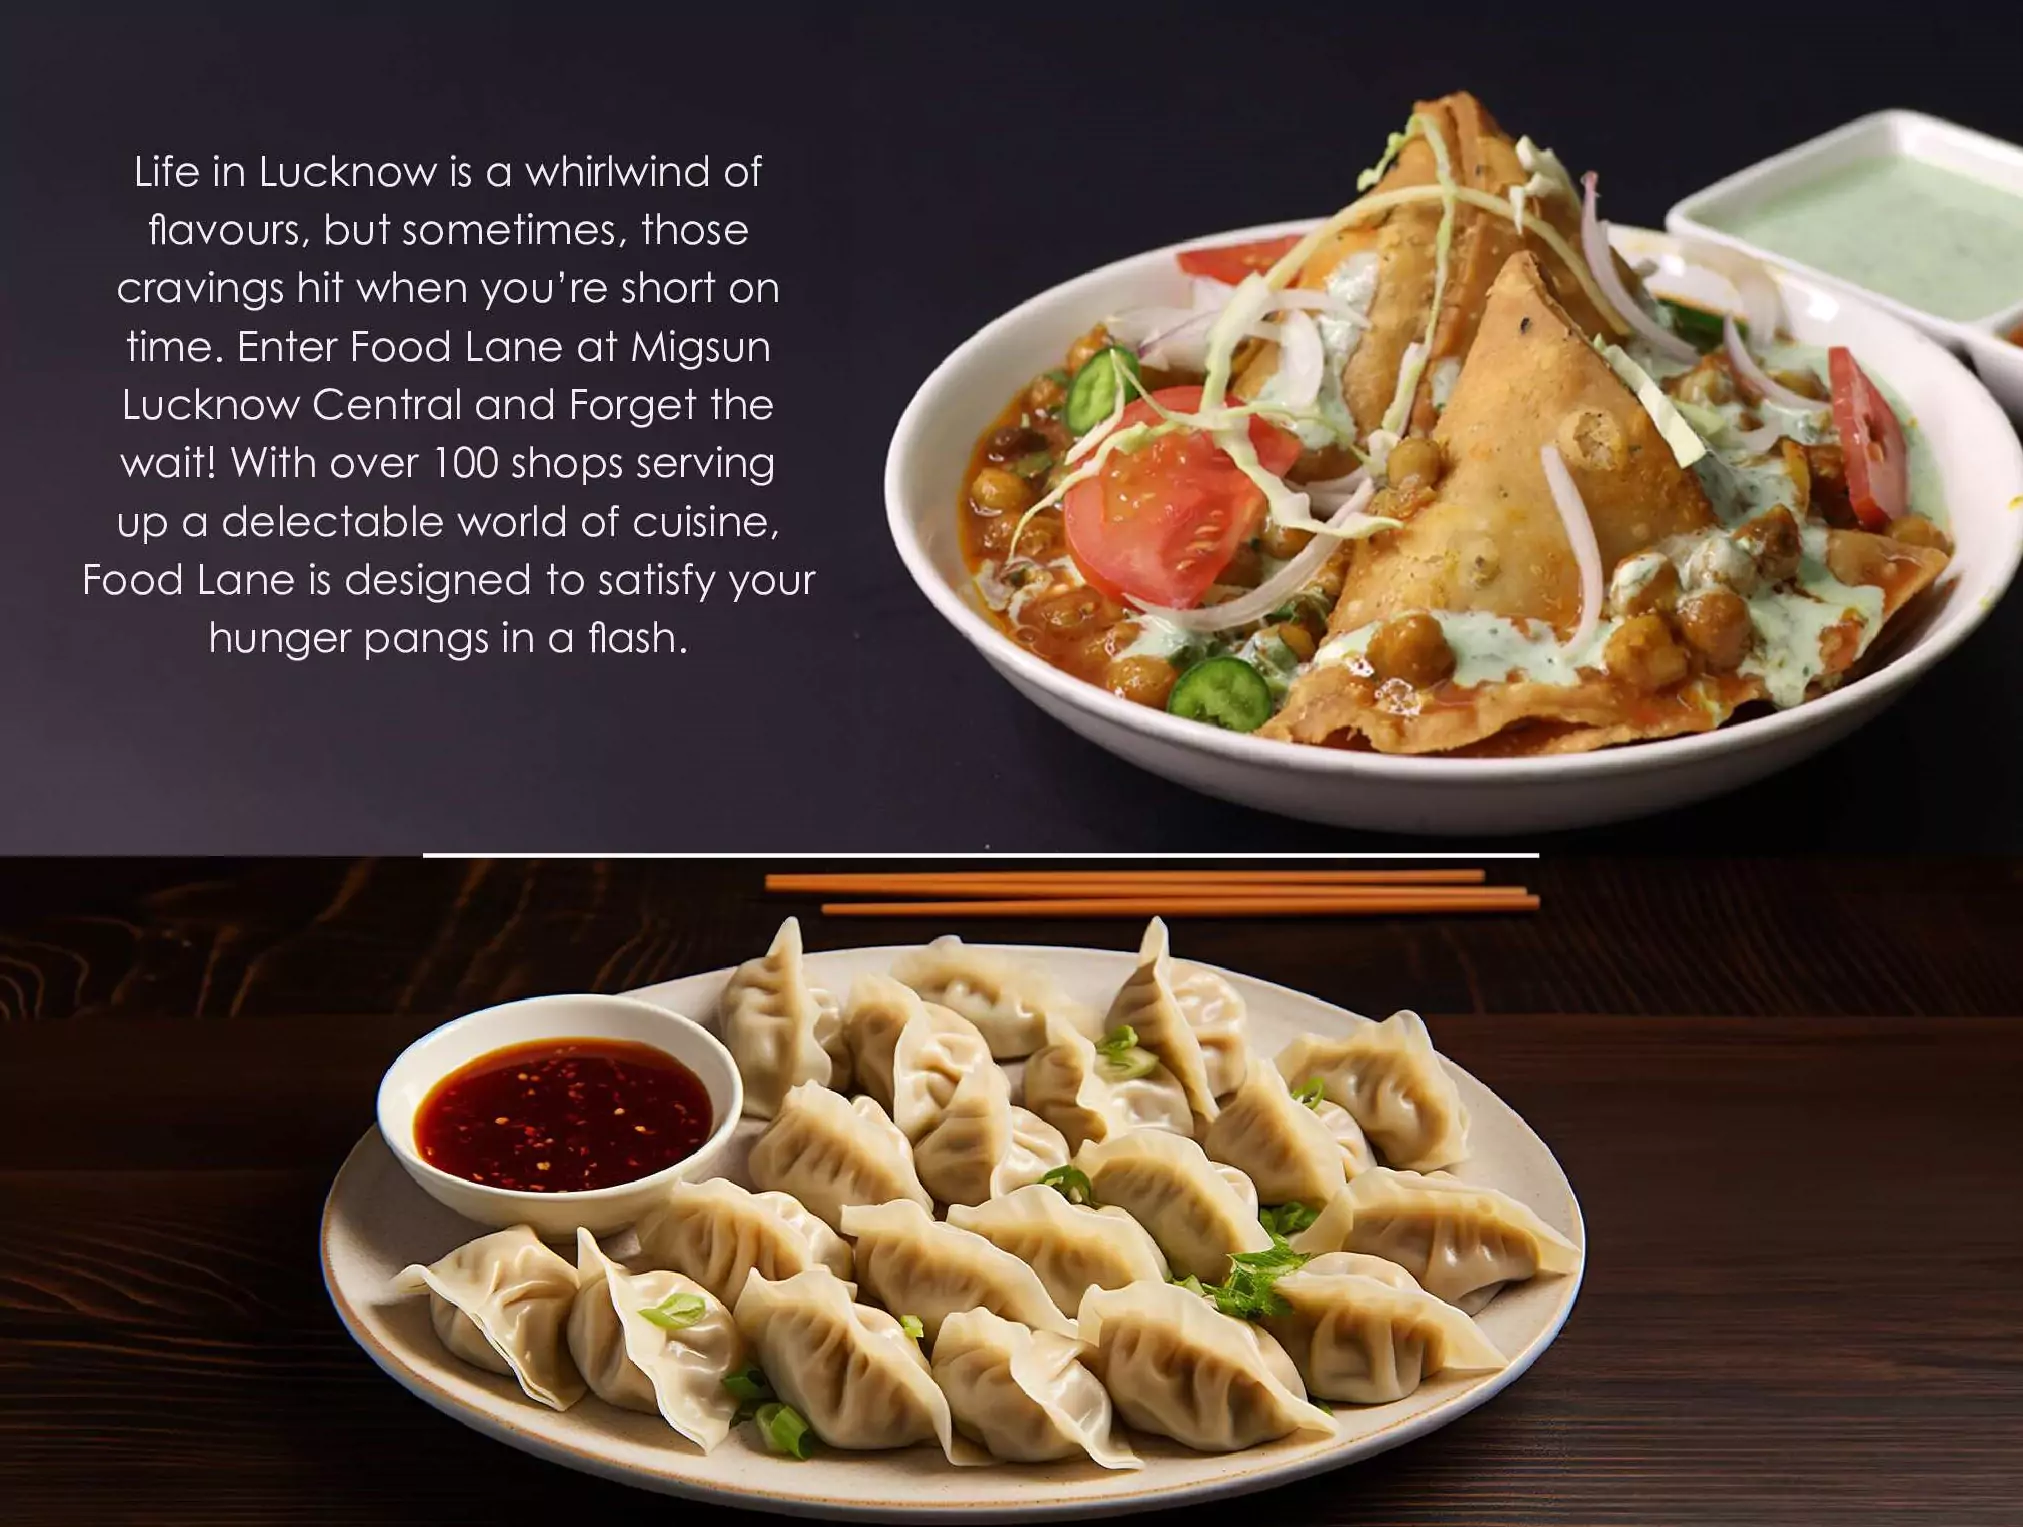 Life in Lucknow is a whirlwind of
flavours, but sometimes, those
cravings hit when you're short on
time. Enter Food Lane at Migsun
Lucknow Central and Forget the
wait! With over 100 shops serving
up a delectable world of cuisine,
Food Lane is designed to satisfy your
hunger pangs in a flash.